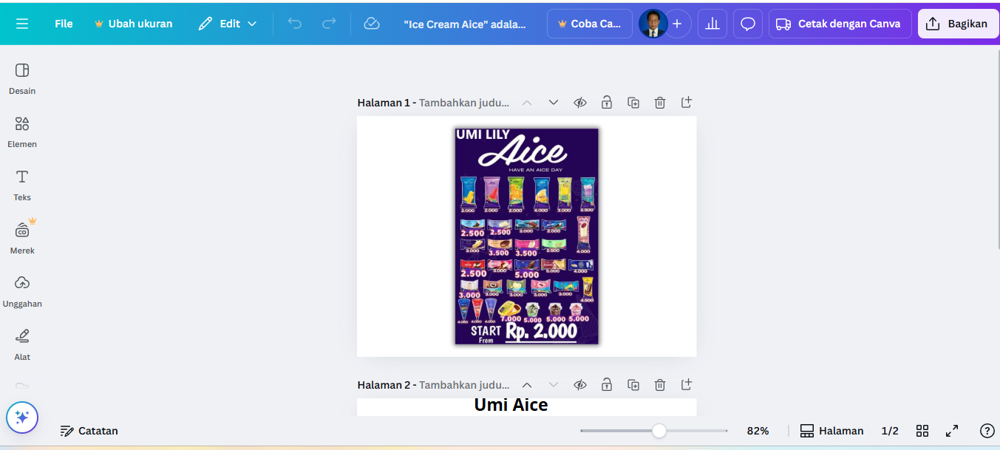 File Ubah ukuran Edit "Ice Cream Aice" adala... Coba Ca... Cetak dengan Canva Bagikan
Desain
Elemen
Teks
CO
Merek
Unggahan
Alat
Halaman 1 - Tambahkan judu...
UMI LILY
Aice
HAVE AN AICE DAY
2.000 2.000 2.000 4.000 3.000 2.500
2.500 2.500 2.000 2.000
3.000 3.500 3.500 2.500 4.000
2.500 3.000 5.000 5.000 4.000
3.000 3.000 3.000 3.000 3.000 4.500
4.000 4.000 4.000 7.000 5.000 5.000 5.000
START From Rp. 2.000
Halaman 2 - Tambahkan judu...
Umi Aice
Catatan 82% Halaman 1/2